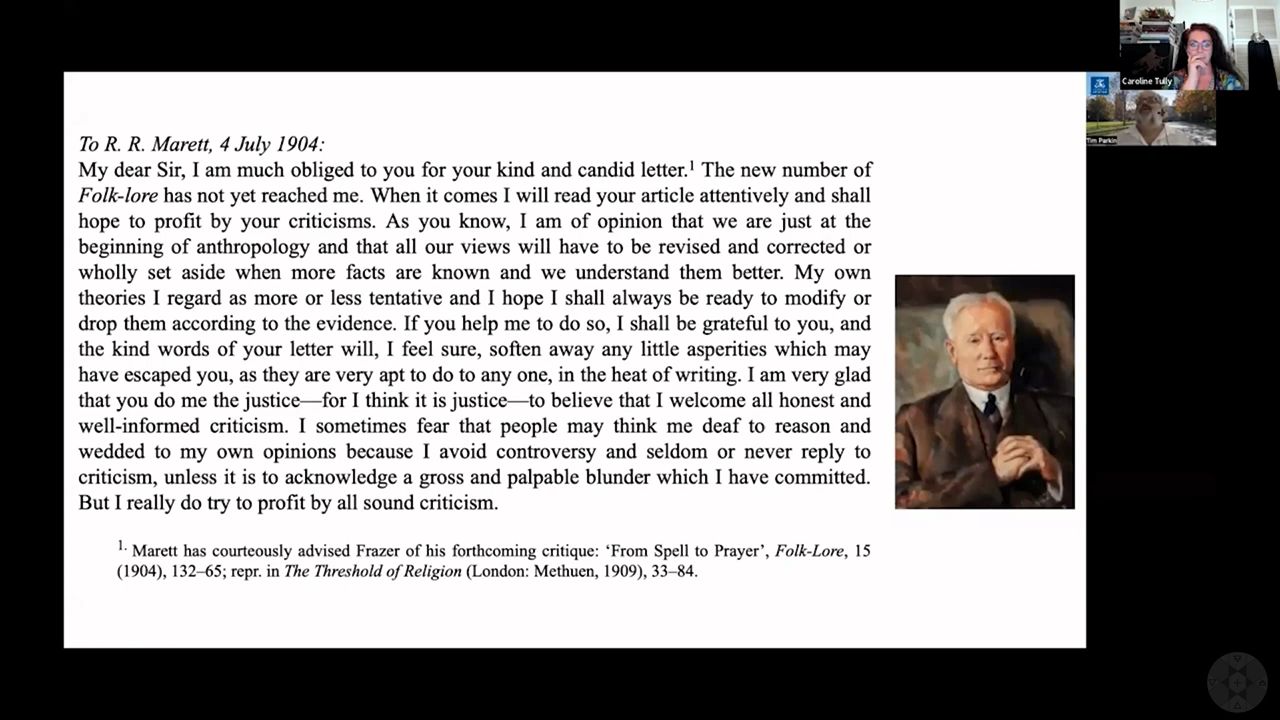 To R. R. Marett, 4 July 1904:
My dear Sir, I am much obliged to you for your kind and candid letter.1 The new number of
Folk-lore has not yet reached me. When it comes I will read your article attentively and shall
hope to profit by your criticisms. As you know, I am of opinion that we are just at the
beginning of anthropology and that all our views will have to be revised and corrected or
wholly set aside when more facts are known and we understand them better. My own
theories I regard as more or less tentative and I hope I shall always be ready to modify or
drop them according to the evidence. If you help me to do so, I shall be grateful to you, and
the kind words of your letter will, I feel sure, soften away any little asperities which may
have escaped you, as they are very apt to do to any one, in the heat of writing. I am very glad
that you do me the justice—for I think it is justice—to believe that I welcome all honest and
well-informed criticism. I sometimes fear that people may think me deaf to reason and
wedded to my own opinions because I avoid controversy and seldom or never reply to
criticism, unless it is to acknowledge a gross and palpable blunder which I have committed.
But I really do try to profit by all sound criticism.
1. Marett has courteously advised Frazer of his forthcoming critique: ‘From Spell to Prayer’, Folk-Lore, 15
(1904), 132–65; repr. in The Threshold of Religion (London: Methuen, 1909), 33–84.
Caroline Tully
Tim Parkin